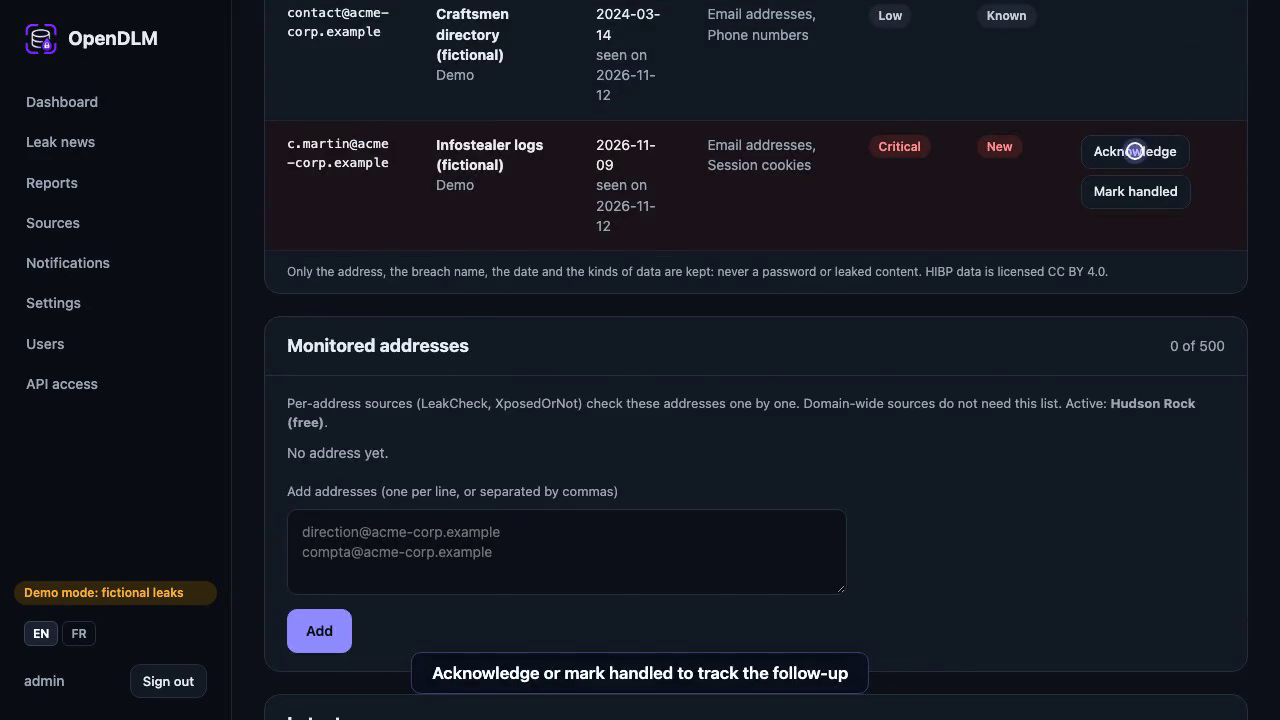 OpenDLM
Dashboard
Leak news
Reports
Sources
Notifications
Settings
Users
API access
Demo mode: fictional leaks
EN
FR
admin
Sign out
contact@acme-
corp.example
Craftsmen
directory
(fictional)
Demo
2024-03-
14
seen on
2026-11-
12
Email addresses,
Phone numbers
Low
Known
c.martin@acme
-corp.example
Infostealer logs
(fictional)
Demo
2026-11-
09
seen on
2026-11-
12
Email addresses,
Session cookies
Critical
New
Acknowledge
Mark handled
Only the address, the breach name, the date and the kinds of data are kept: never a password or leaked content. HIBP data is licensed CC BY 4.0.
Monitored addresses
0 of 500
Per-address sources (LeakCheck, XposedOrNot) check these addresses one by one. Domain-wide sources do not need this list. Active: Hudson Rock
(free).
No address yet.
Add addresses (one per line, or separated by commas)
direction@acme-corp.example
compta@acme-corp.example
Add
Acknowledge or mark handled to track the follow-up